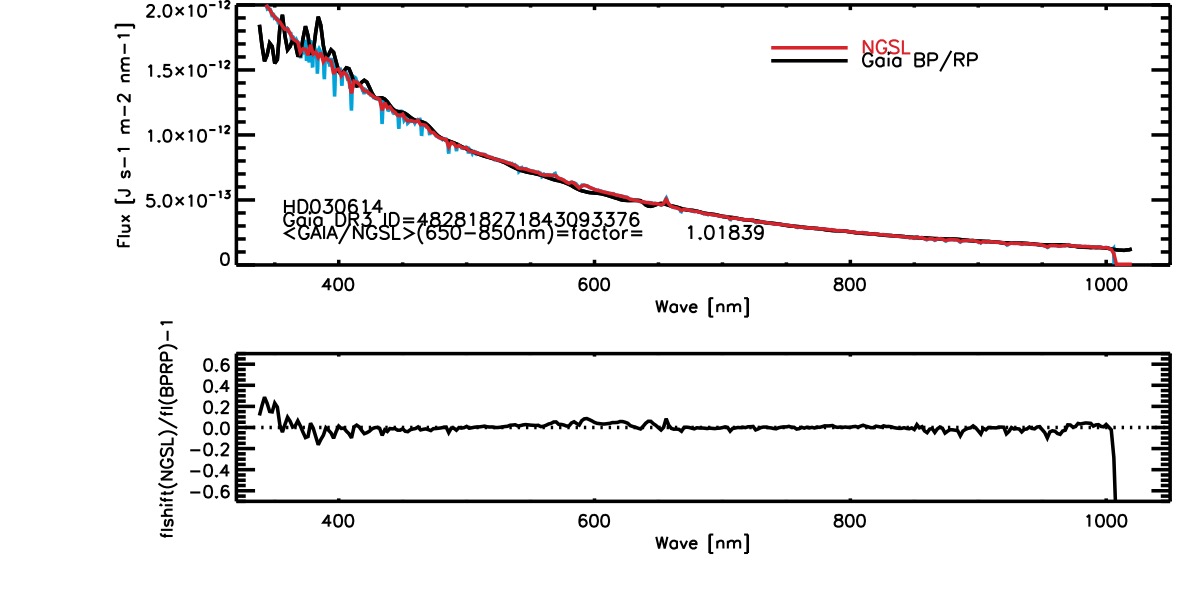 2.0×10−12
1.5×10−12
1.0×10−12
5.0×10−13
0
Flux [J s−1 m−2 nm−1]
NGSL
Gaia BP/RP
HD030614
Gaia DR3 ID=4828182718430933​76
<GAIA/NGSL>(650−850nm)=factor= 1.01839
400 600 800 1000
Wave [nm]
flshift(NGSL)/fl(BPRP)−1
0.6
0.4
0.2
0.0
−0.2
−0.4
−0.6
400 600 800 1000
Wave [nm]